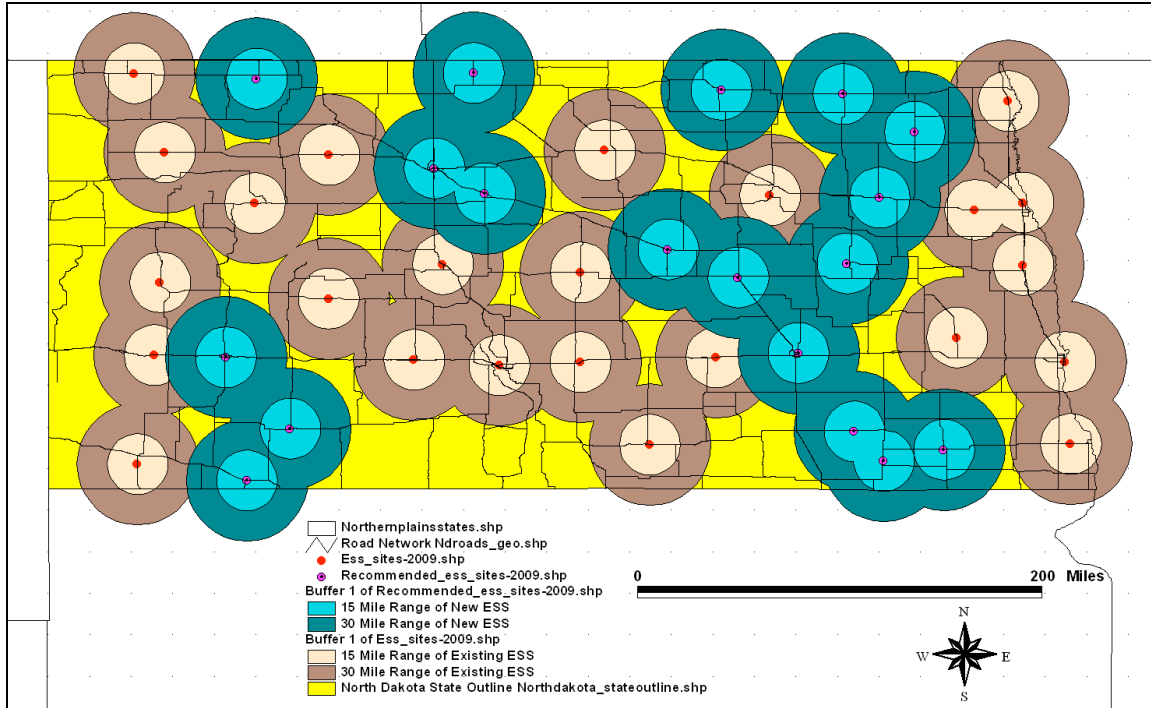 Northernplainsstates.shp
Road Network Ndroads_geo.shp
Ess_sites-2009.shp
Recommended_ess_sites-2009.shp
Buffer 1 of Recommended_ess_sites-2009.shp
15 Mile Range of New ESS
30 Mile Range of New ESS
Buffer 1 of Ess_sites-2009.shp
15 Mile Range of Existing ESS
30 Mile Range of Existing ESS
North Dakota State Outline Northdakota_stateoutline.shp
0 200 Miles
N
W E
S